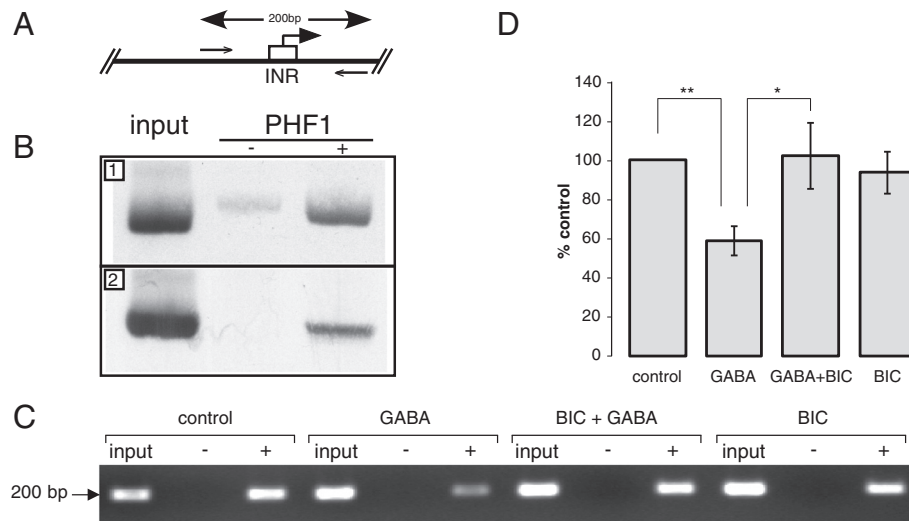 A
200bp
INR
B
input PHF1
- +
1
2
C
control GABA BIC + GABA BIC
input - + input - + input - + input - +
200 bp
D
140
120
100
80
60
40
20
0
% control
** *
control GABA GABA+BIC BIC